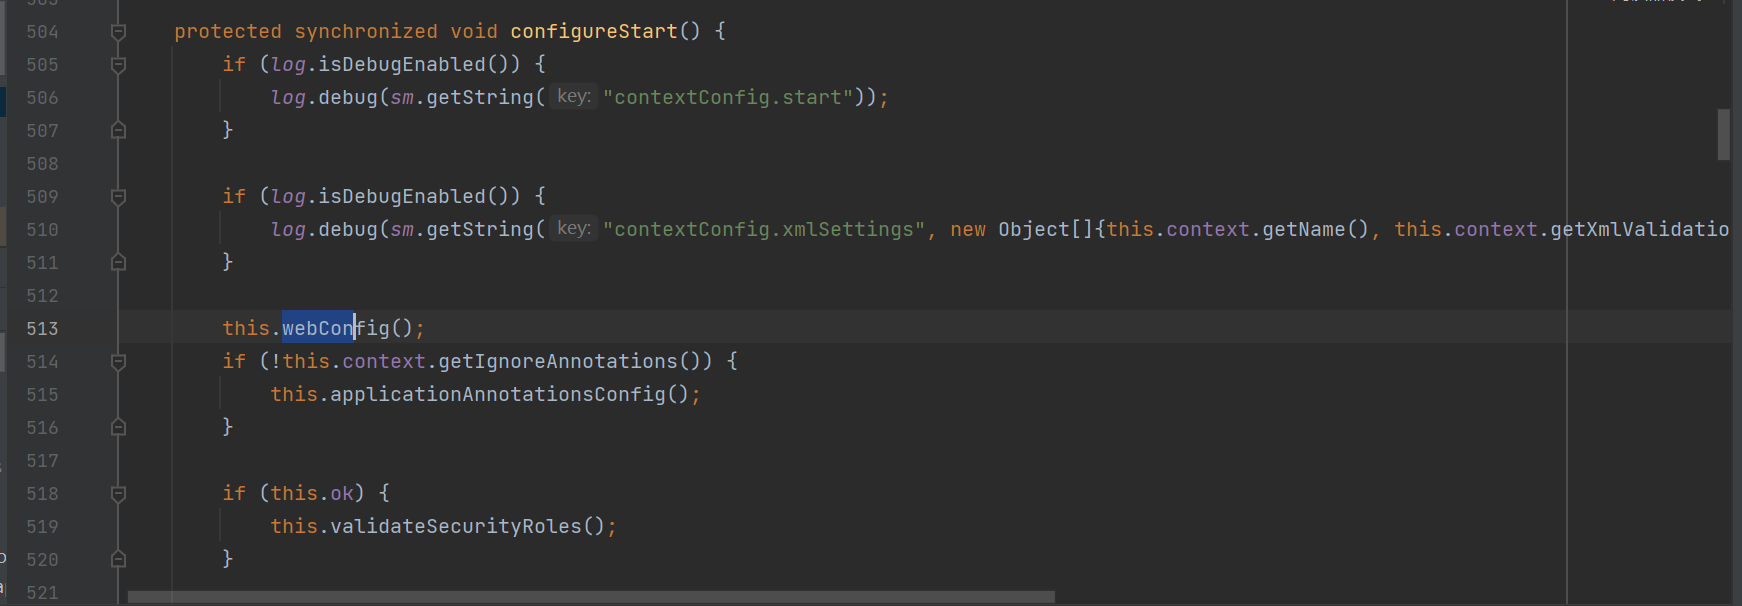 504 protected synchronized void configureStart() {
505 if (log.isDebugEnabled()) {
506 log.debug(sm.getString( key: "contextConfig.start"));
507 }
508
509 if (log.isDebugEnabled()) {
510 log.debug(sm.getString( key: "contextConfig.xmlSettings", new Object[]{this.context.getName(), this.context.getXmlValidatio
511 }
512
513 this.webConfig();
514 if (!this.context.getIgnoreAnnotations()) {
515 this.applicationAnnotationsConfig();
516 }
517
518 if (this.ok) {
519 this.validateSecurityRoles();
520 }
521